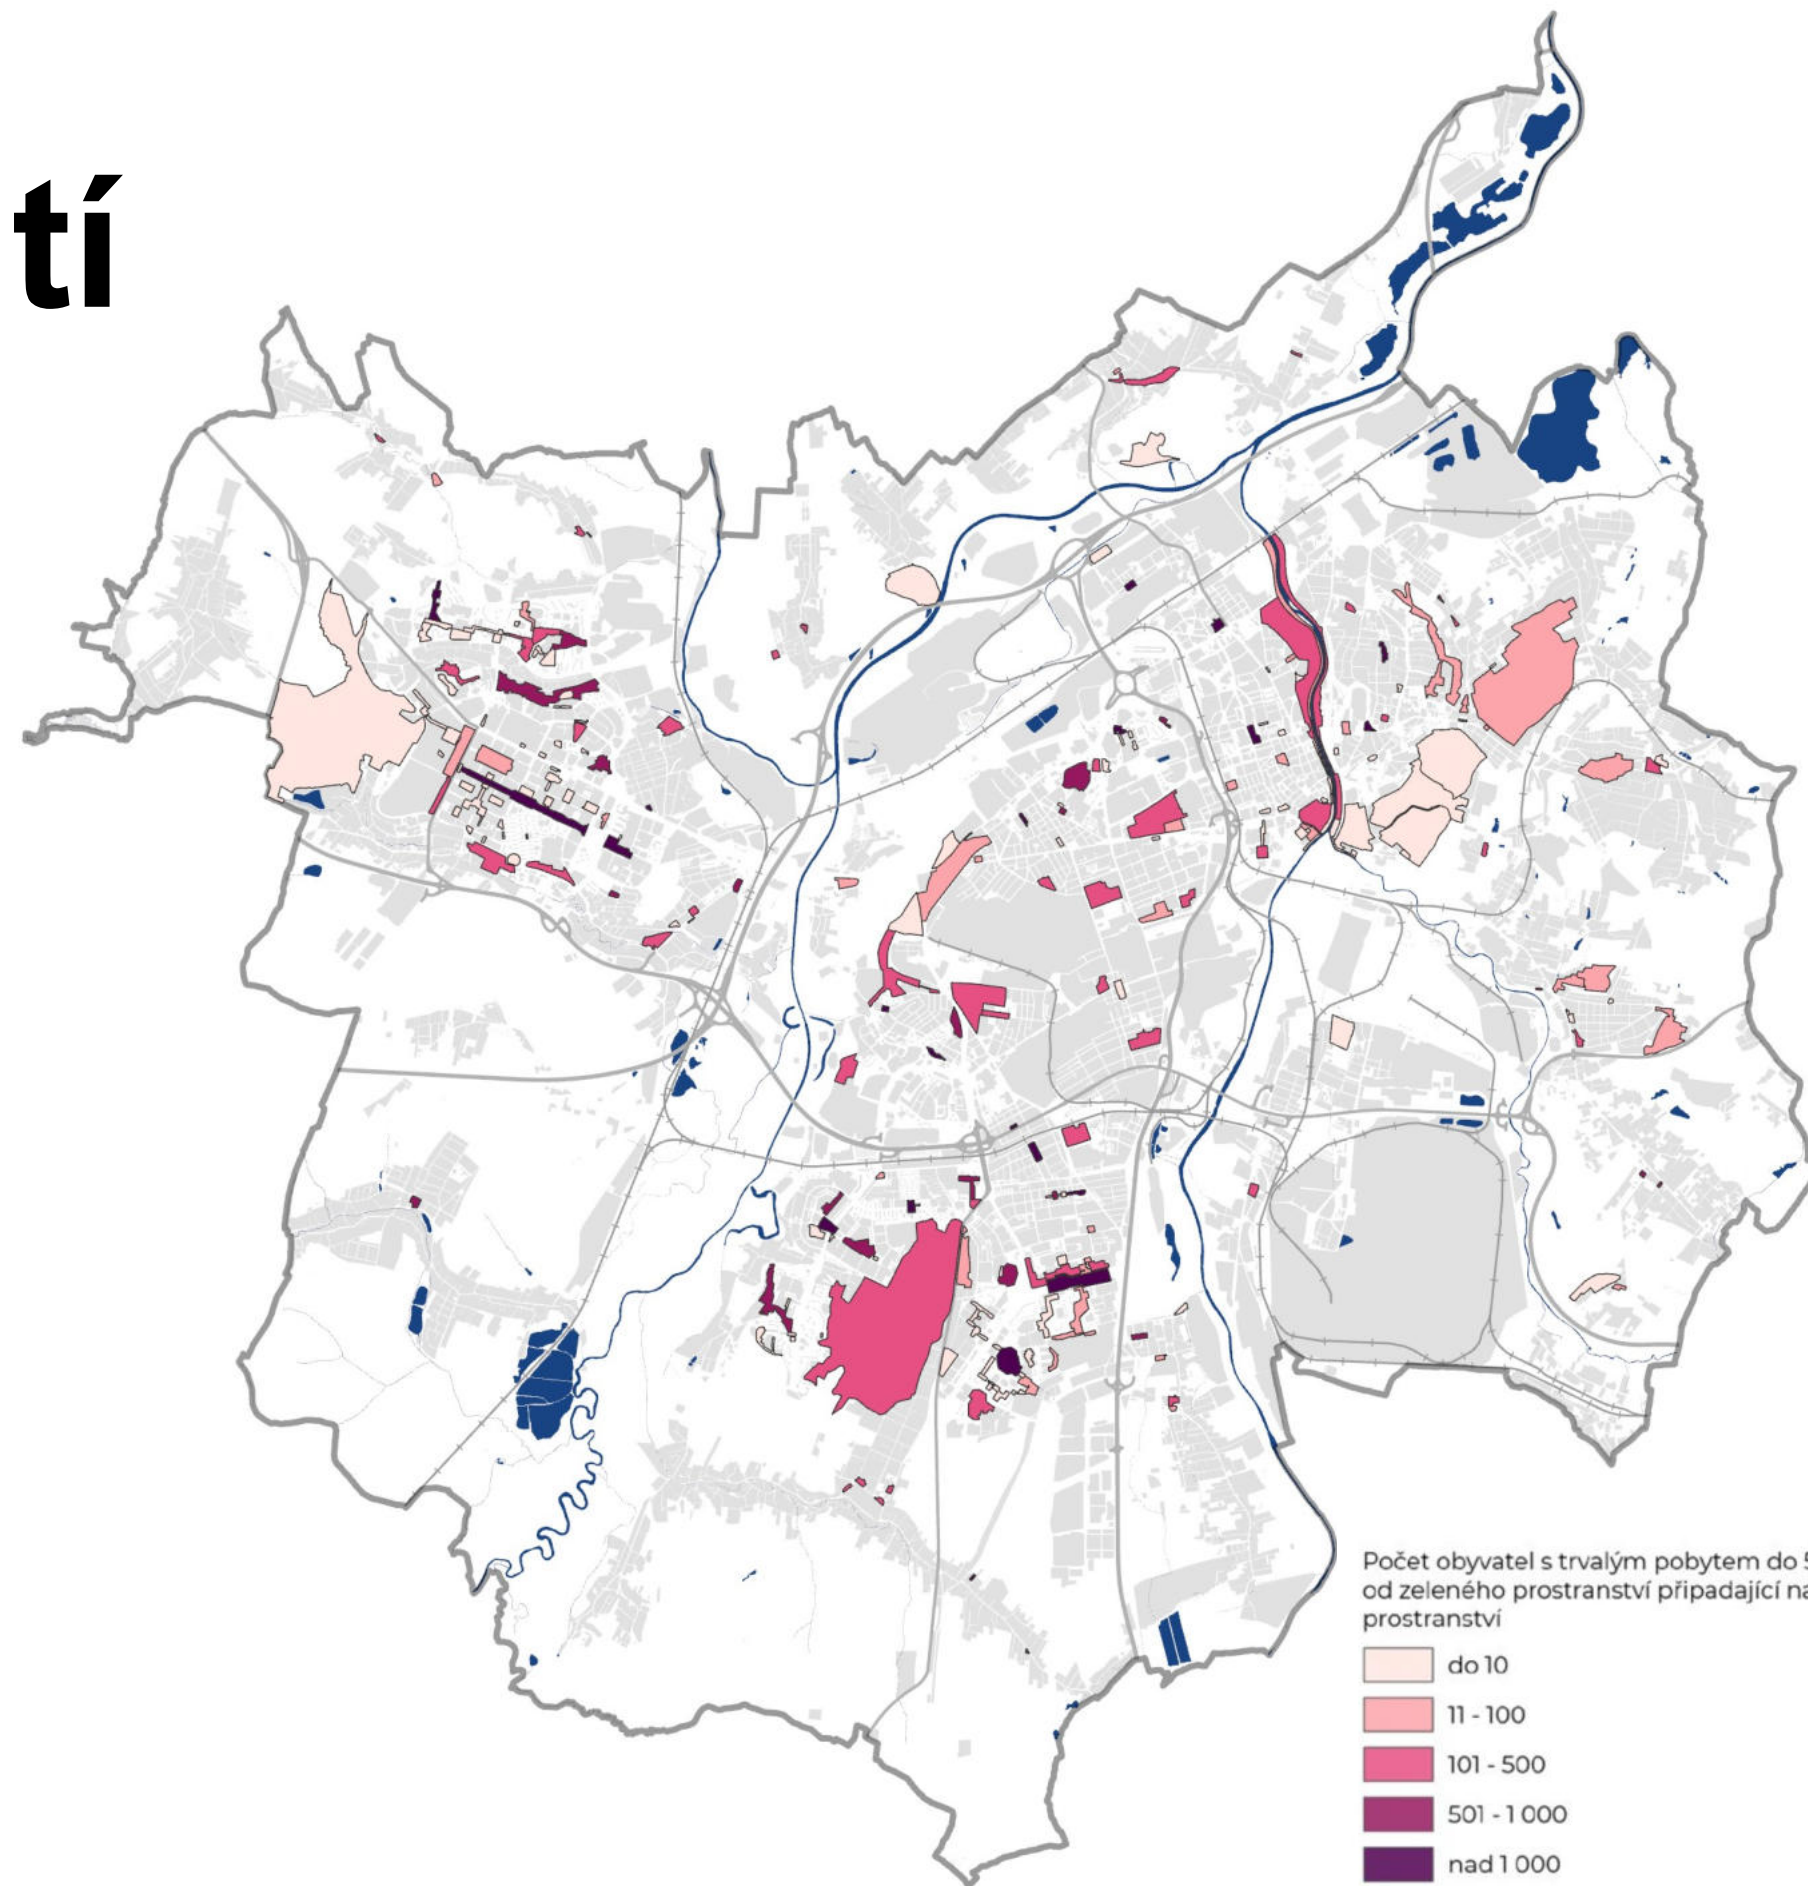 tí
Počet obyvatel s trvalým pobytem do 5
od zeleného prostranství připadající na
prostranství
do 10
11 - 100
101 - 500
501 - 1 000
nad 1 000